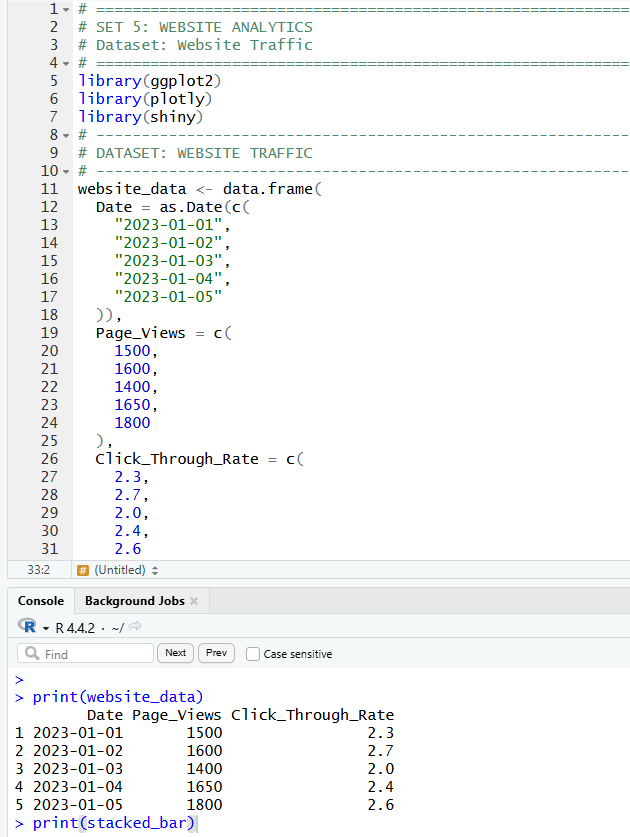 1 # ===========================================================
2 # SET 5: WEBSITE ANALYTICS
3 # Dataset: Website Traffic
4 # ===========================================================
5 library(ggplot2)
6 library(plotly)
7 library(shiny)
8 # -----------------------------------------------------------
9 # DATASET: WEBSITE TRAFFIC
10 # -----------------------------------------------------------
11 website_data <- data.frame(
12 Date = as.Date(c(
13 "2023-01-01",
14 "2023-01-02",
15 "2023-01-03",
16 "2023-01-04",
17 "2023-01-05"
18 )),
19 Page_Views = c(
20 1500,
21 1600,
22 1400,
23 1650,
24 1800
25 ),
26 Click_Through_Rate = c(
27 2.3,
28 2.7,
29 2.0,
30 2.4,
31 2.6
33:2 # (Untitled)
Console Background Jobs
R R 4.4.2 · ~/
Find Next Prev Case sensitive
>
> print(website_data)
Date Page_Views Click_Through_Rate
1 2023-01-01 1500 2.3
2 2023-01-02 1600 2.7
3 2023-01-03 1400 2.0
4 2023-01-04 1650 2.4
5 2023-01-05 1800 2.6
> print(stacked_bar)